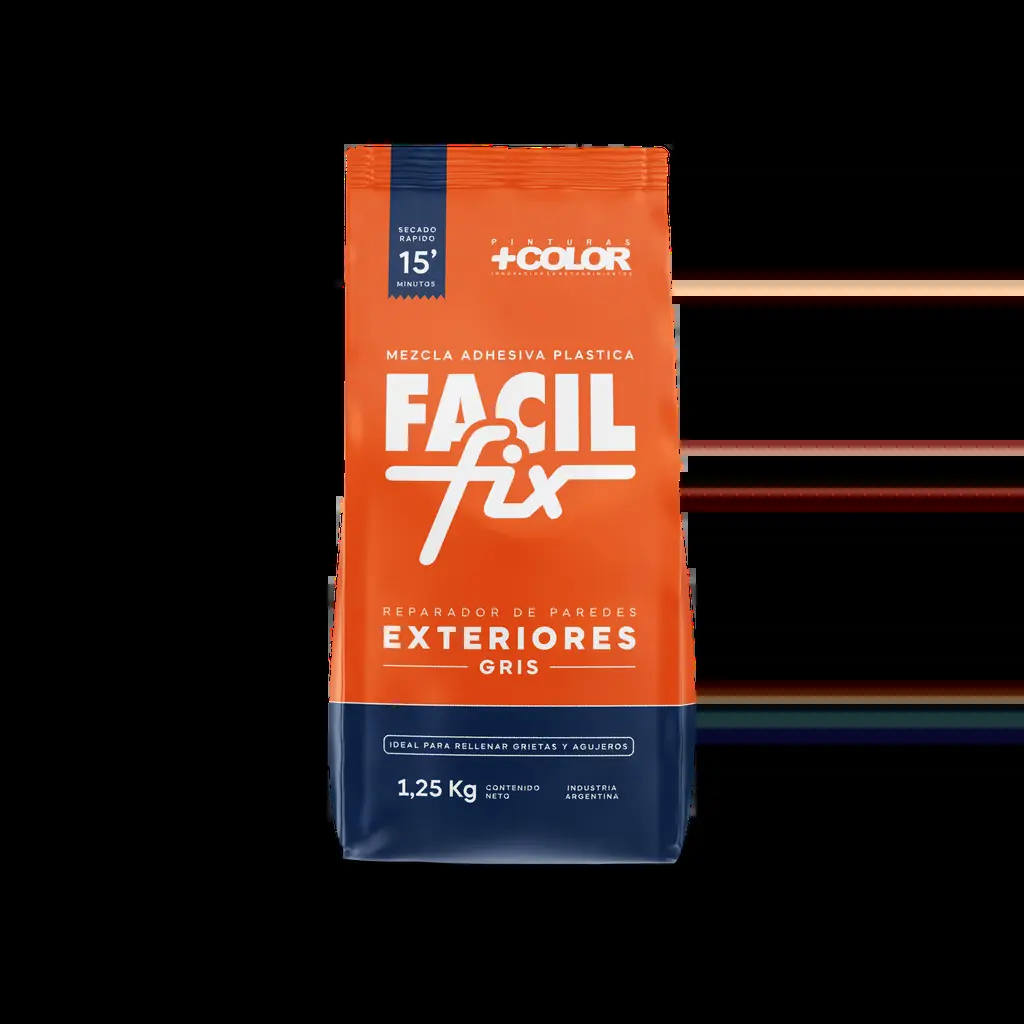 SECADO
RAPIDO
15’
MINUTOS
PINTURAS
+COLOR
MEZCLA ADHESIVA PLASTICA
FACIL
fix
REPARADOR DE PAREDES
EXTERIORES
GRIS
IDEAL PARA RELLENAR GRIETAS Y AGUJEROS
1,25 Kg
CONTENIDO
NETO
INDUSTRIA
ARGENTINA